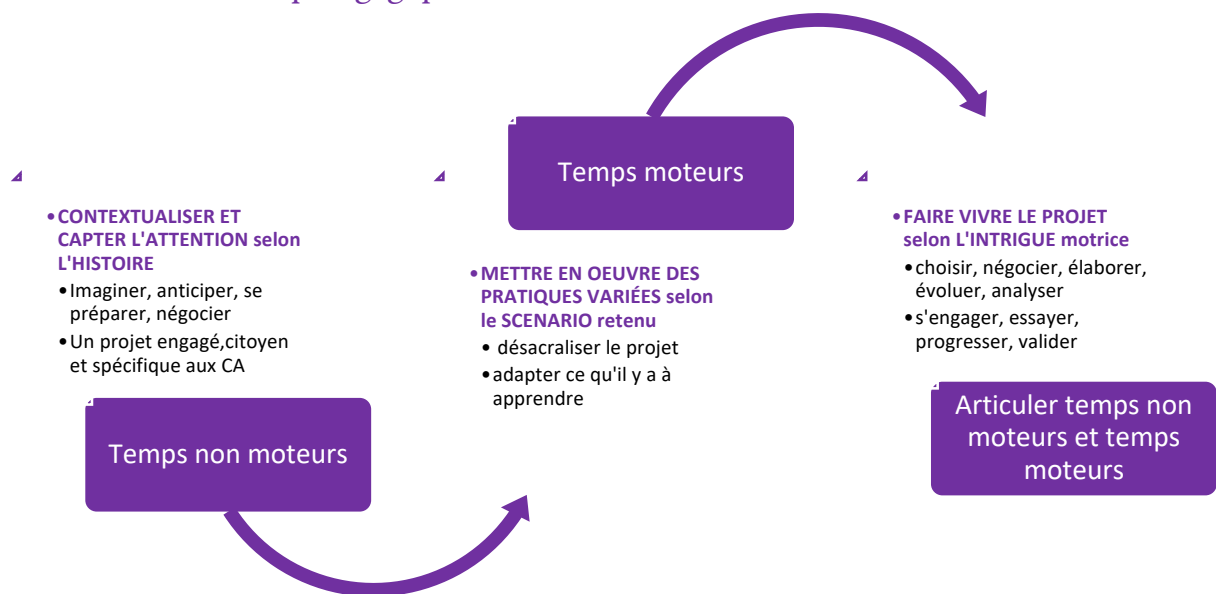 •CONTEXTUALISER ET
CAPTER L'ATTENTION selon
L'HISTOIRE
•Imaginer, anticiper, se
préparer, négocier
•Un projet engagé,citoyen
et spécifique aux CA
Temps non moteurs
Temps moteurs
•METTRE EN OEUVRE DES
PRATIQUES VARIÉES selon
le SCENARIO retenu
• désacraliser le projet
•adapter ce qu'il y a à
apprendre
•FAIRE VIVRE LE PROJET
selon L'INTRIGUE motrice
•choisir, négocier, élaborer,
évoluer, analyser
•s'engager, essayer,
progresser, valider
Articuler temps non
moteurs et temps
moteurs